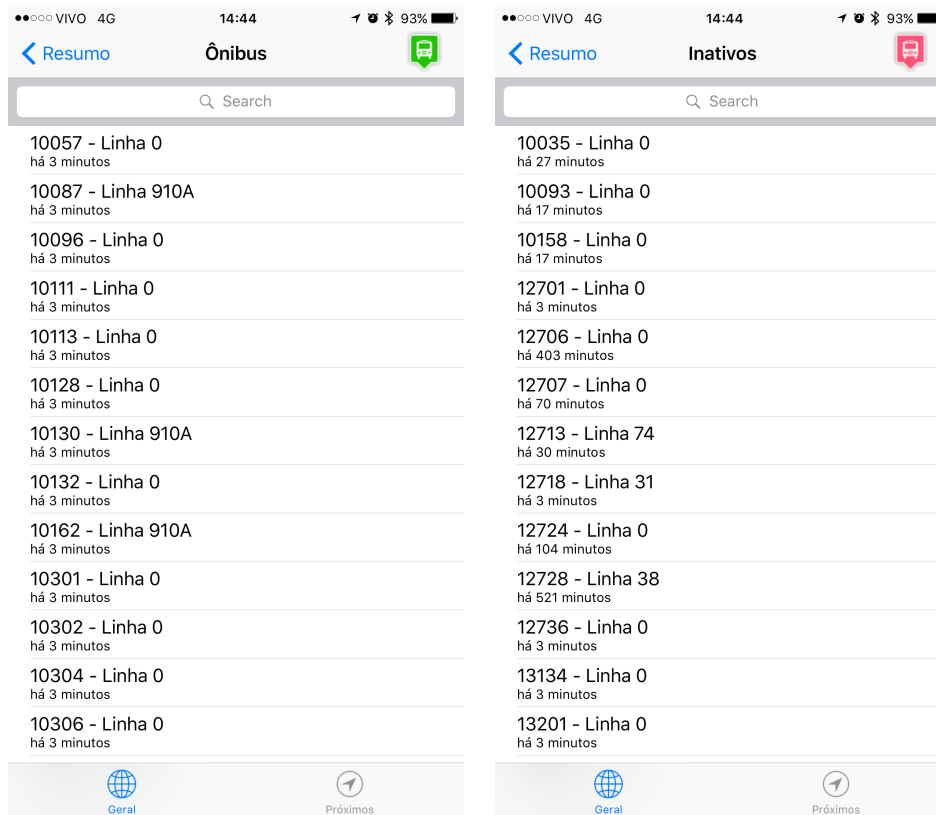 VIVO 4G 14:44 93%
Resumo Ônibus
Search
10057 - Linha 0
há 3 minutos
10087 - Linha 910A
há 3 minutos
10096 - Linha 0
há 3 minutos
10111 - Linha 0
há 3 minutos
10113 - Linha 0
há 3 minutos
10128 - Linha 0
há 3 minutos
10130 - Linha 910A
há 3 minutos
10132 - Linha 0
há 3 minutos
10162 - Linha 910A
há 3 minutos
10301 - Linha 0
há 3 minutos
10302 - Linha 0
há 3 minutos
10304 - Linha 0
há 3 minutos
10306 - Linha 0
há 3 minutos
Geral Próximos
VIVO 4G 14:44 93%
Resumo Inativos
Search
10035 - Linha 0
há 27 minutos
10093 - Linha 0
há 17 minutos
10158 - Linha 0
há 17 minutos
12701 - Linha 0
há 3 minutos
12706 - Linha 0
há 403 minutos
12707 - Linha 0
há 70 minutos
12713 - Linha 74
há 30 minutos
12718 - Linha 31
há 3 minutos
12724 - Linha 0
há 104 minutos
12728 - Linha 38
há 521 minutos
12736 - Linha 0
há 3 minutos
13134 - Linha 0
há 3 minutos
13201 - Linha 0
há 3 minutos
Geral Próximos